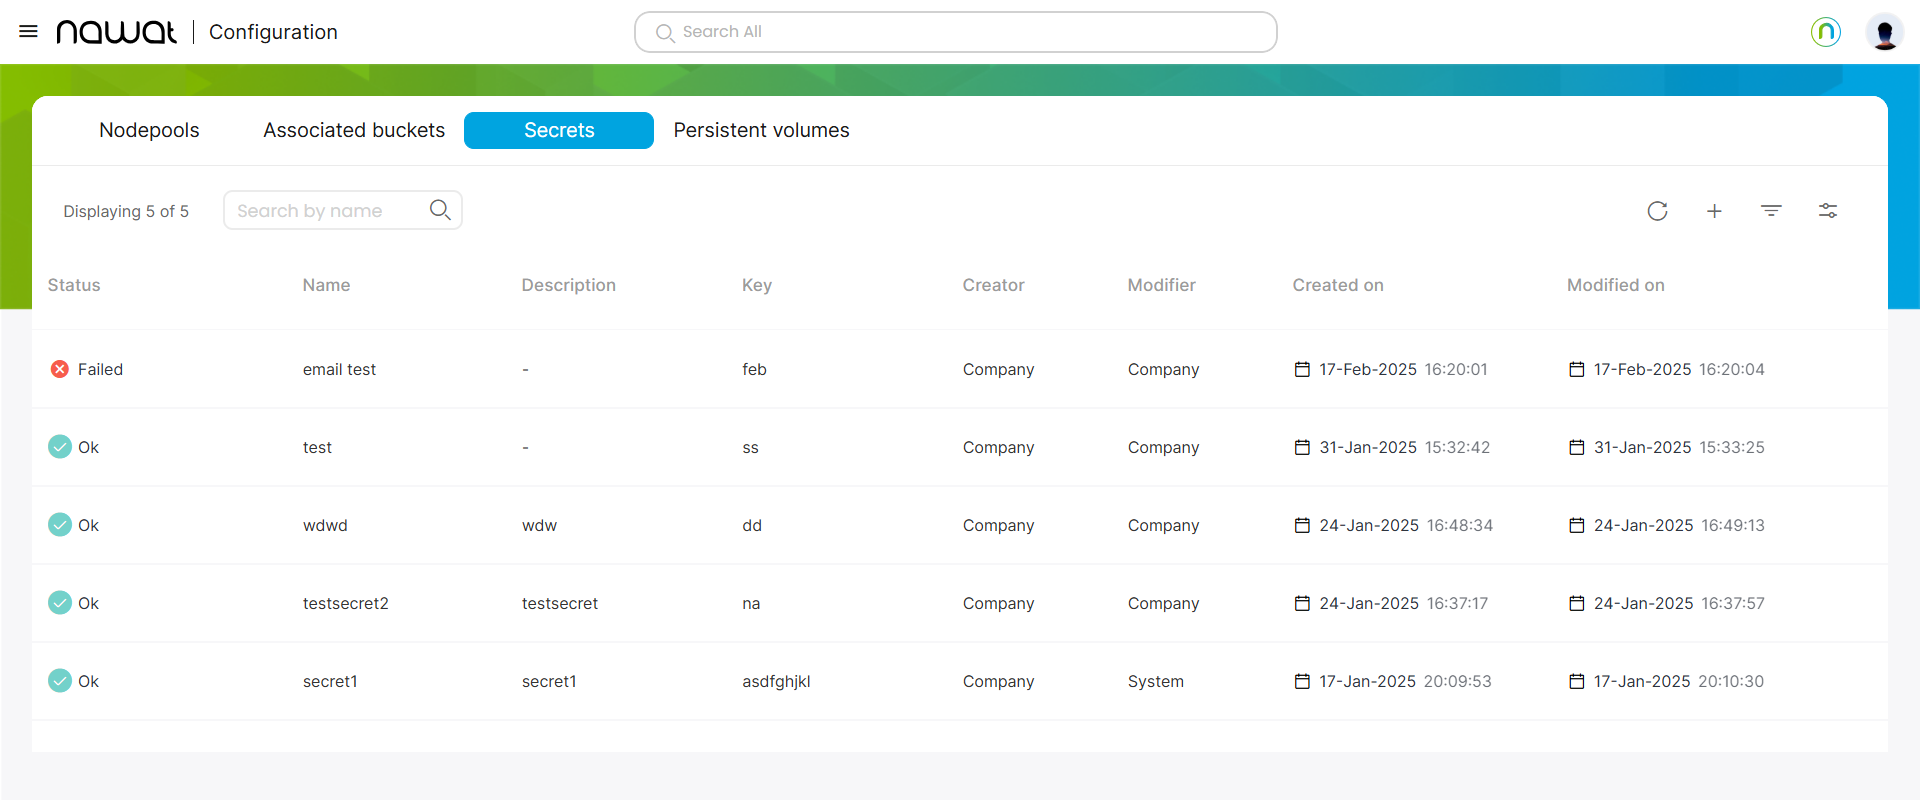 nawat | Configuration
Search All
n
Nodepools Associated buckets Secrets Persistent volumes
Displaying 5 of 5 Search by name
Status Name Description Key Creator Modifier Created on Modified on
Failed email test - feb Company Company 17-Feb-2025 16:20:01 17-Feb-2025 16:20:04
Ok test - ss Company Company 31-Jan-2025 15:32:42 31-Jan-2025 15:33:25
Ok wdwd wdw dd Company Company 24-Jan-2025 16:48:34 24-Jan-2025 16:49:13
Ok testsecret2 testsecret na Company Company 24-Jan-2025 16:37:17 24-Jan-2025 16:37:57
Ok secret1 secret1 asdfghjkl Company System 17-Jan-2025 20:09:53 17-Jan-2025 20:10:30